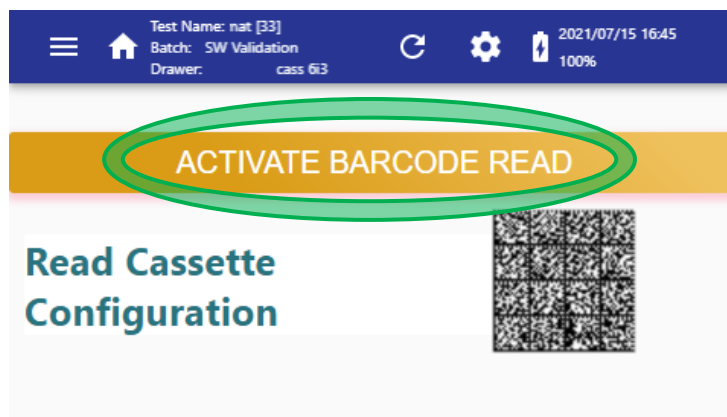 Test Name: nat [33]
Batch: SW Validation
Drawer: cass 6i3
2021/07/15 16:45
100%
ACTIVATE BARCODE READ
Read Cassette
Configuration